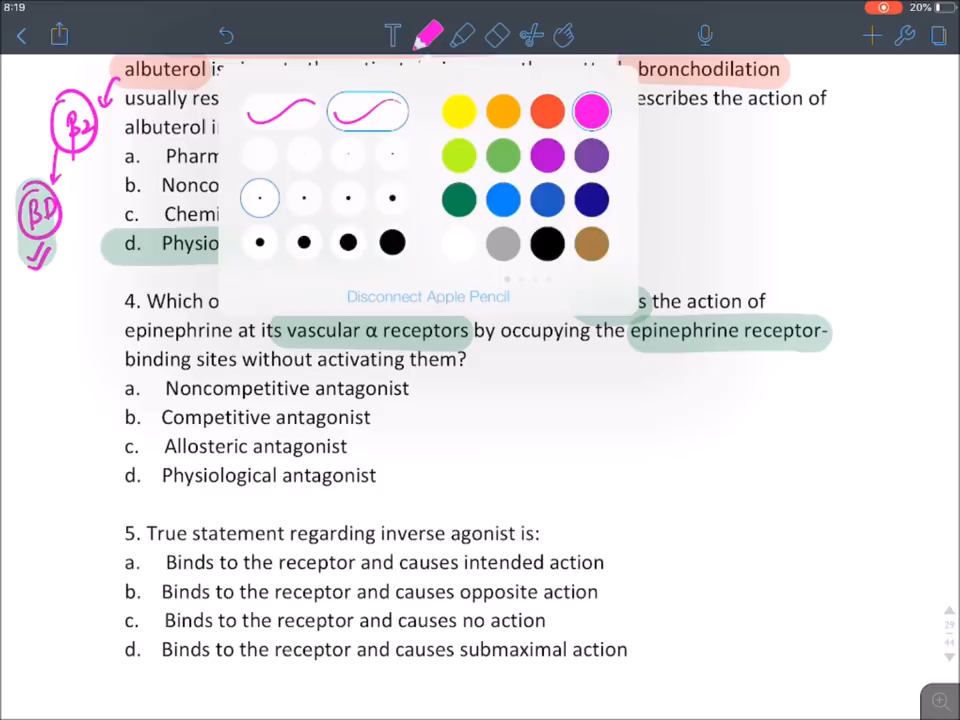 8:19 20%
T
albuterol is bronchodilation
usually res escribes the action of
albuterol i
B2
a. Pharm
b. Nonco
BD
c. Chemi
d. Physio
Disconnect Apple Pencil
4. Which o s the action of
epinephrine at its vascular α receptors by occupying the epinephrine receptor-
binding sites without activating them?
a. Noncompetitive antagonist
b. Competitive antagonist
c. Allosteric antagonist
d. Physiological antagonist
5. True statement regarding inverse agonist is:
a. Binds to the receptor and causes intended action
b. Binds to the receptor and causes opposite action
c. Binds to the receptor and causes no action
29
44
d. Binds to the receptor and causes submaximal action